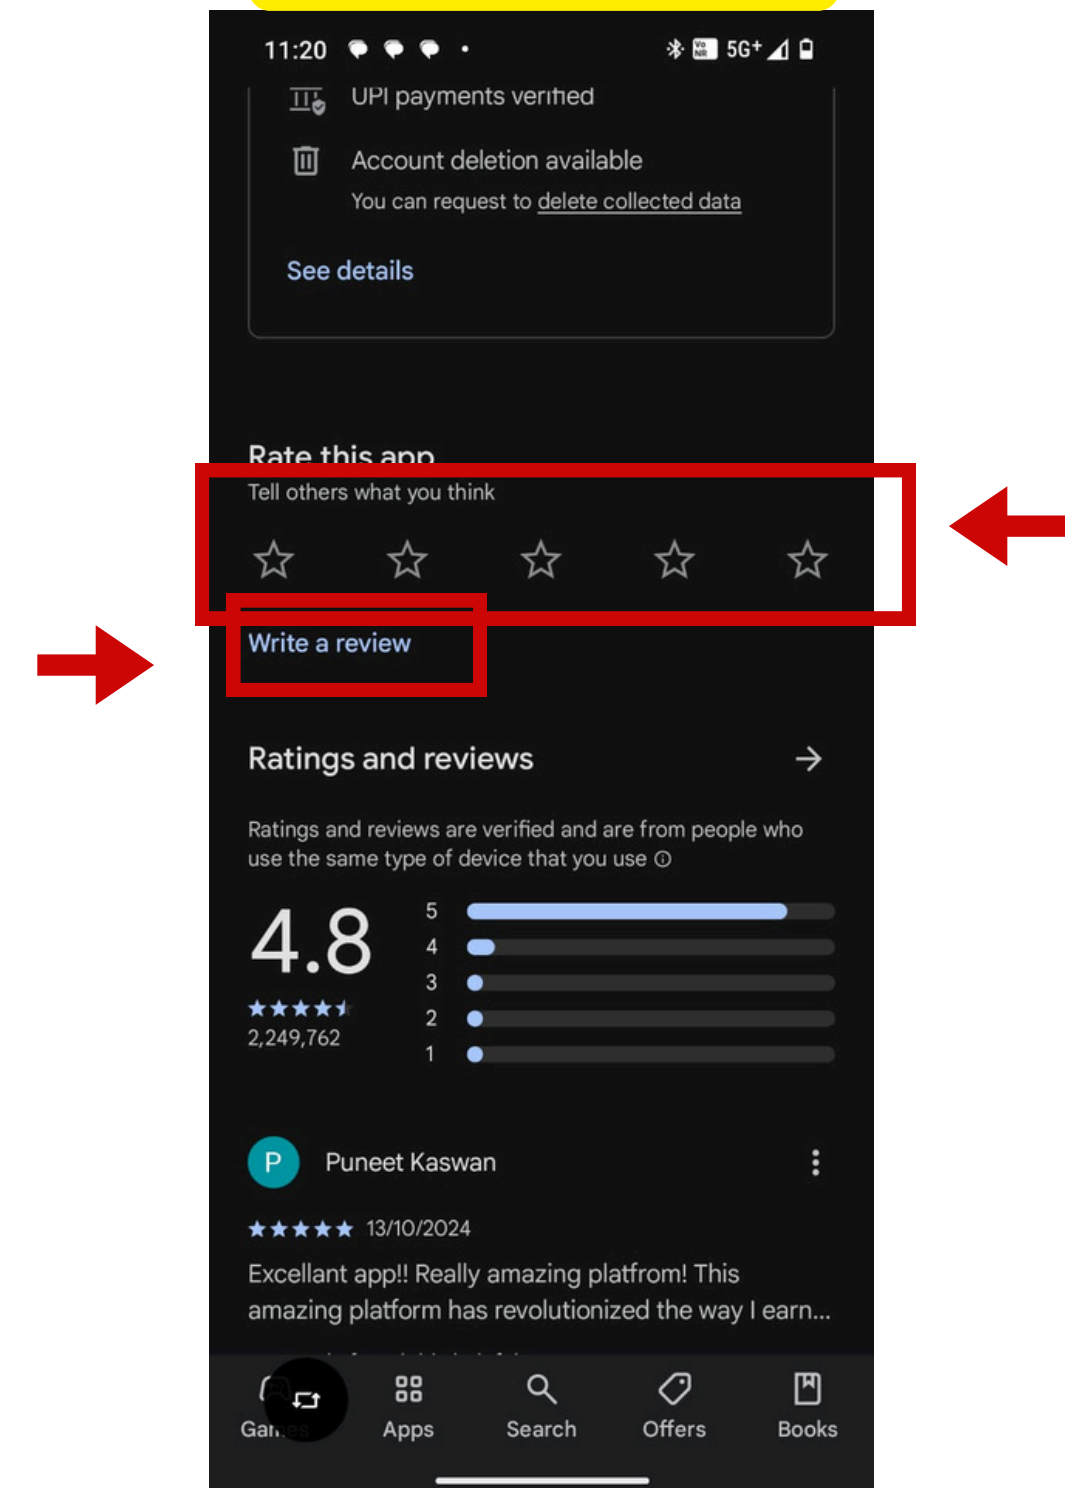 11:20
Vo
NR
5G+
UPI payments verified
Account deletion available
You can request to delete collected data
See details
Rate this app
Tell others what you think
Write a review
Ratings and reviews
Ratings and reviews are verified and are from people who
use the same type of device that you use
4.8
5
4
3
2
1
2,249,762
P
Puneet Kaswan
13/10/2024
Excellant app!! Really amazing platfrom! This
amazing platform has revolutionized the way I earn...
Games
Apps
Search
Offers
Books